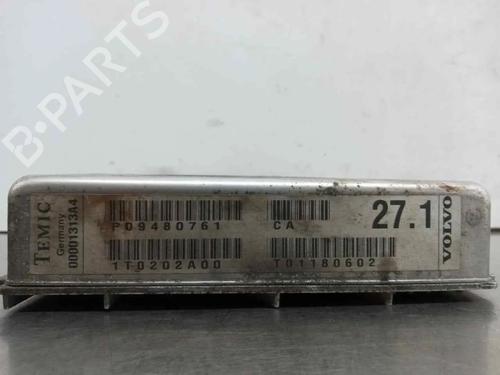 B-PARTS
TEMIC
Germany
00001313A4
P09480761
CA
27.1
VOLVO
1T0202A00
T01180602